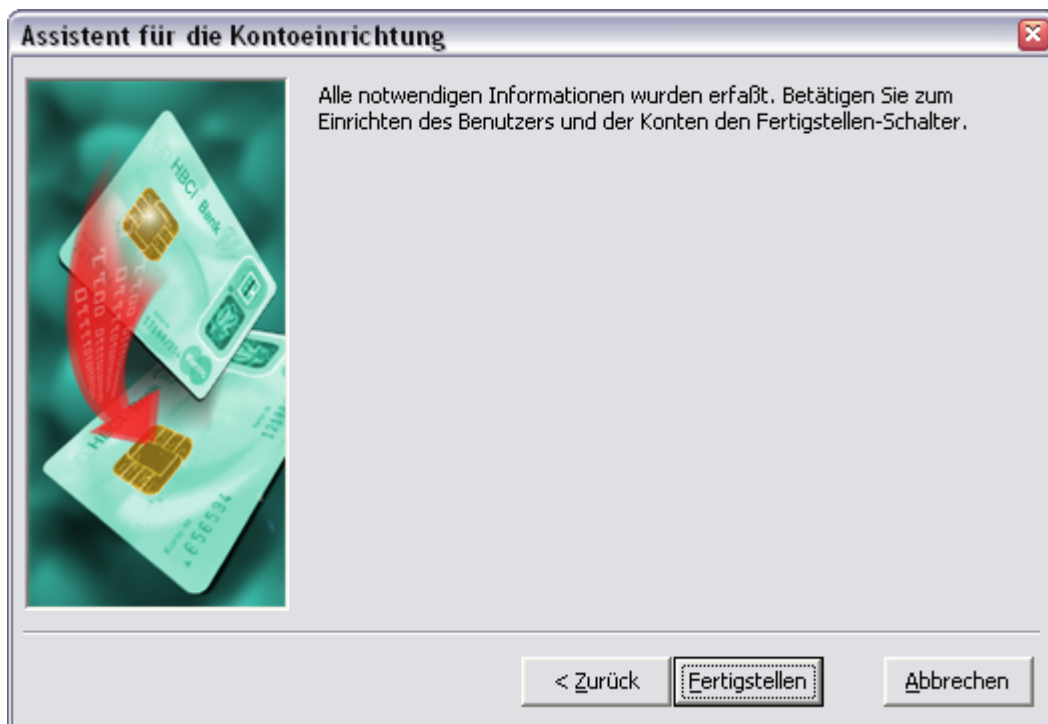 Assistent für die Kontoeinrichtung
Alle notwendigen Informationen wurden erfaßt. Betätigen Sie zum
Einrichten des Benutzers und der Konten den Fertigstellen-Schalter.
HBCI Bank
< Zurück
Fertigstellen
Abbrechen